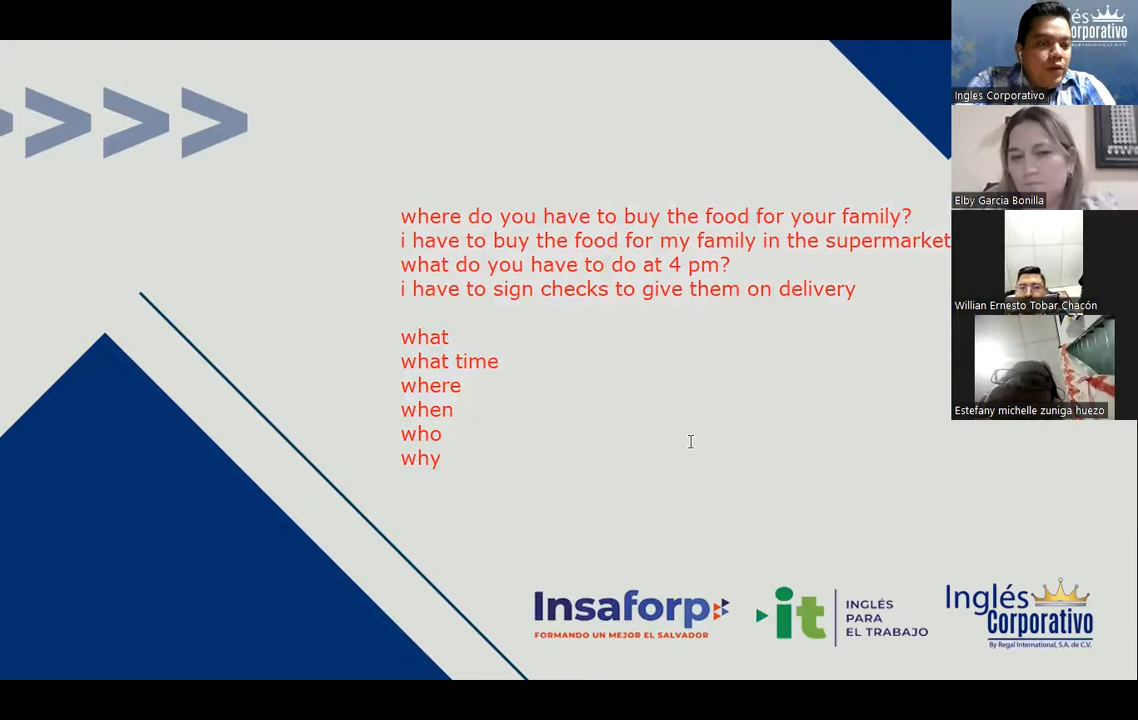 where do you have to buy the food for your family?
i have to buy the food for my family in the supermarket
what do you have to do at 4 pm?
i have to sign checks to give them on delivery
what
what time
where
when
who
why
Insaforp
FORMANDO UN MEJOR EL SALVADOR
it
INGLÉS
PARA
EL TRABAJO
Inglés
Corporativo
By Regal International, S.A. de C.V.
és
orporativo
Ingles Corporativo
Elby Garcia Bonilla
Willian Ernesto Tobar Chacón
Estefany michelle zuniga huezo